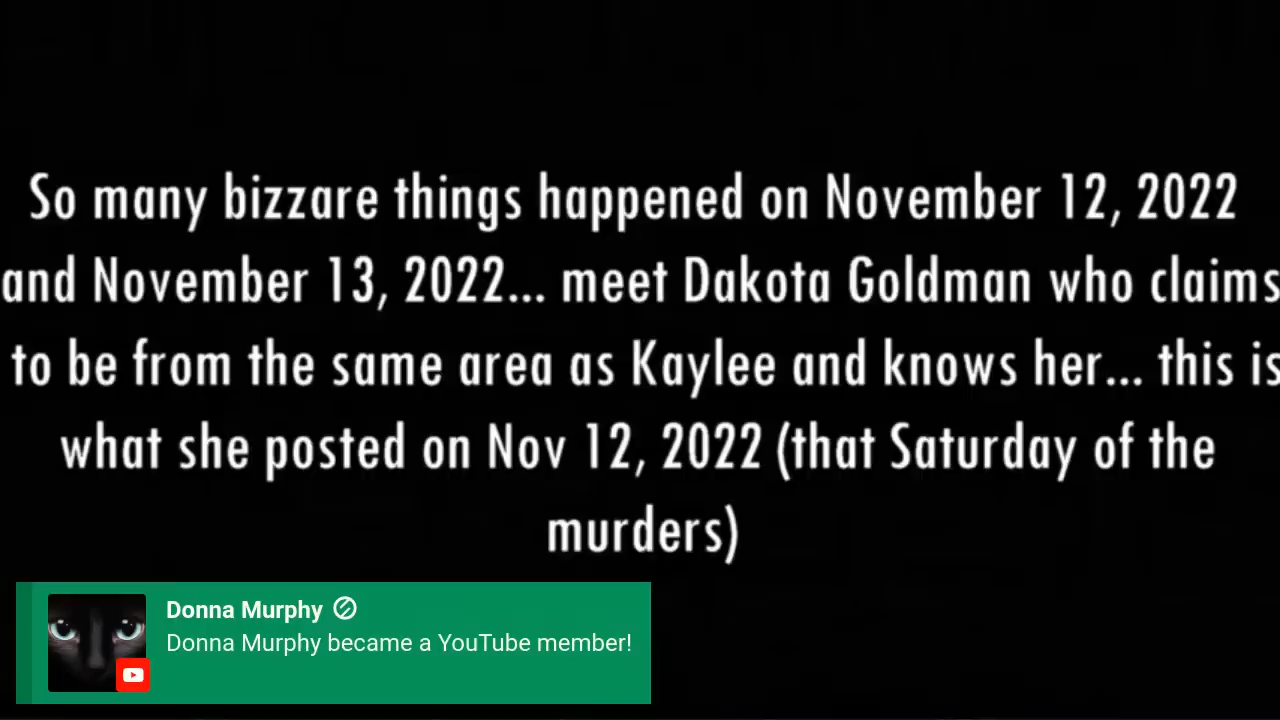 So many bizzare things happened on November 12, 2022
and November 13, 2022... meet Dakota Goldman who claims
to be from the same area as Kaylee and knows her... this is
what she posted on Nov 12, 2022 (that Saturday of the
murders)
Donna Murphy
Donna Murphy became a YouTube member!